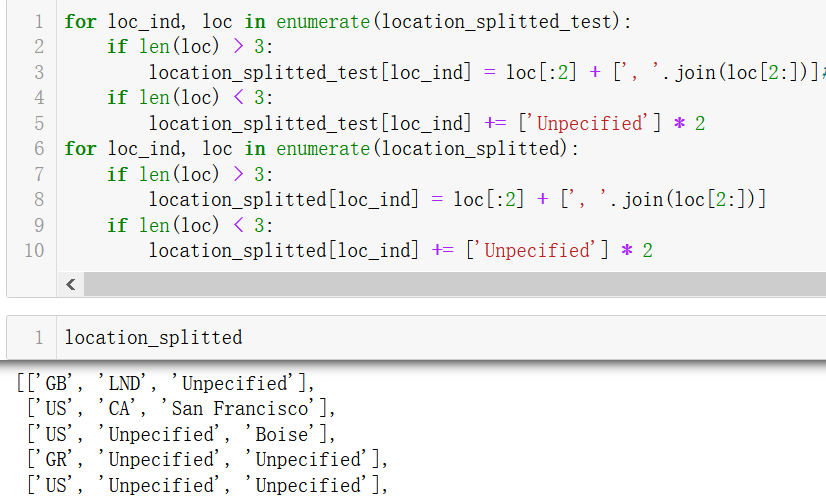 1 for loc_ind, loc in enumerate(location_splitted_test):
2     if len(loc) > 3:
3         location_splitted_test[loc_ind] = loc[:2] + [', '.join(loc[2:])]#
4     if len(loc) < 3:
5         location_splitted_test[loc_ind] += ['Unpecified'] * 2
6 for loc_ind, loc in enumerate(location_splitted):
7     if len(loc) > 3:
8         location_splitted[loc_ind] = loc[:2] + [', '.join(loc[2:])]
9     if len(loc) < 3:
10         location_splitted[loc_ind] += ['Unpecified'] * 2
1 location_splitted
[['GB', 'LND', 'Unpecified'],
['US', 'CA', 'San Francisco'],
['US', 'Unpecified', 'Boise'],
['GR', 'Unpecified', 'Unpecified'],
['US', 'Unpecified', 'Unpecified'],